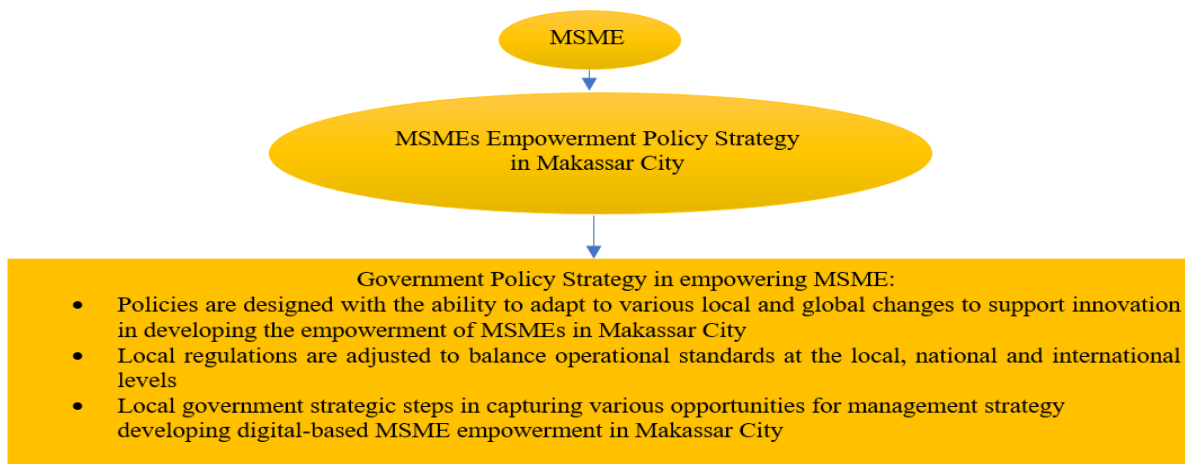 MSME
MSMEs Empowerment Policy Strategy
in Makassar City
Government Policy Strategy in empowering MSME:
• Policies are designed with the ability to adapt to various local and global changes to support innovation
in developing the empowerment of MSMEs in Makassar City
• Local regulations are adjusted to balance operational standards at the local, national and international
levels
• Local government strategic steps in capturing various opportunities for management strategy
developing digital-based MSME empowerment in Makassar City